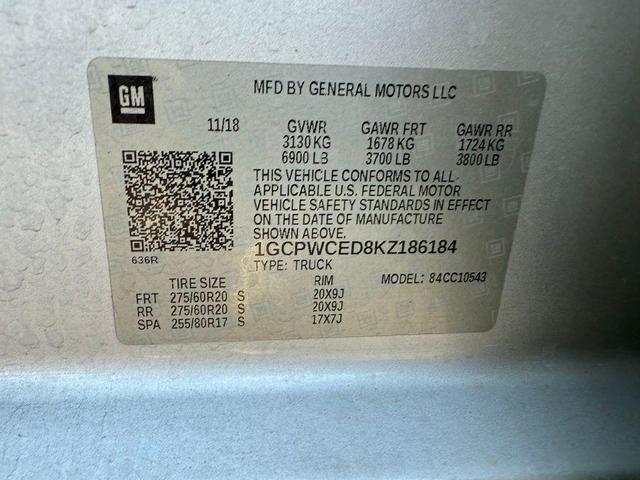 GM
MFD BY GENERAL MOTORS LLC
11/18 GVWR GAWR FRT GAWR RR
3130 KG 1678 KG 1724 KG
6900 LB 3700 LB 3800 LB
THIS VEHICLE CONFORMS TO ALL
APPLICABLE U.S. FEDERAL MOTOR
VEHICLE SAFETY STANDARDS IN EFFECT
ON THE DATE OF MANUFACTURE
SHOWN ABOVE.
636R
1GCPWCED8KZ186184
TYPE: TRUCK
MODEL: 84CC10543
TIRE SIZE RIM
FRT 275/60R20 S 20X9J
RR 275/60R20 S 20X9J
SPA 255/80R17 S 17X7J